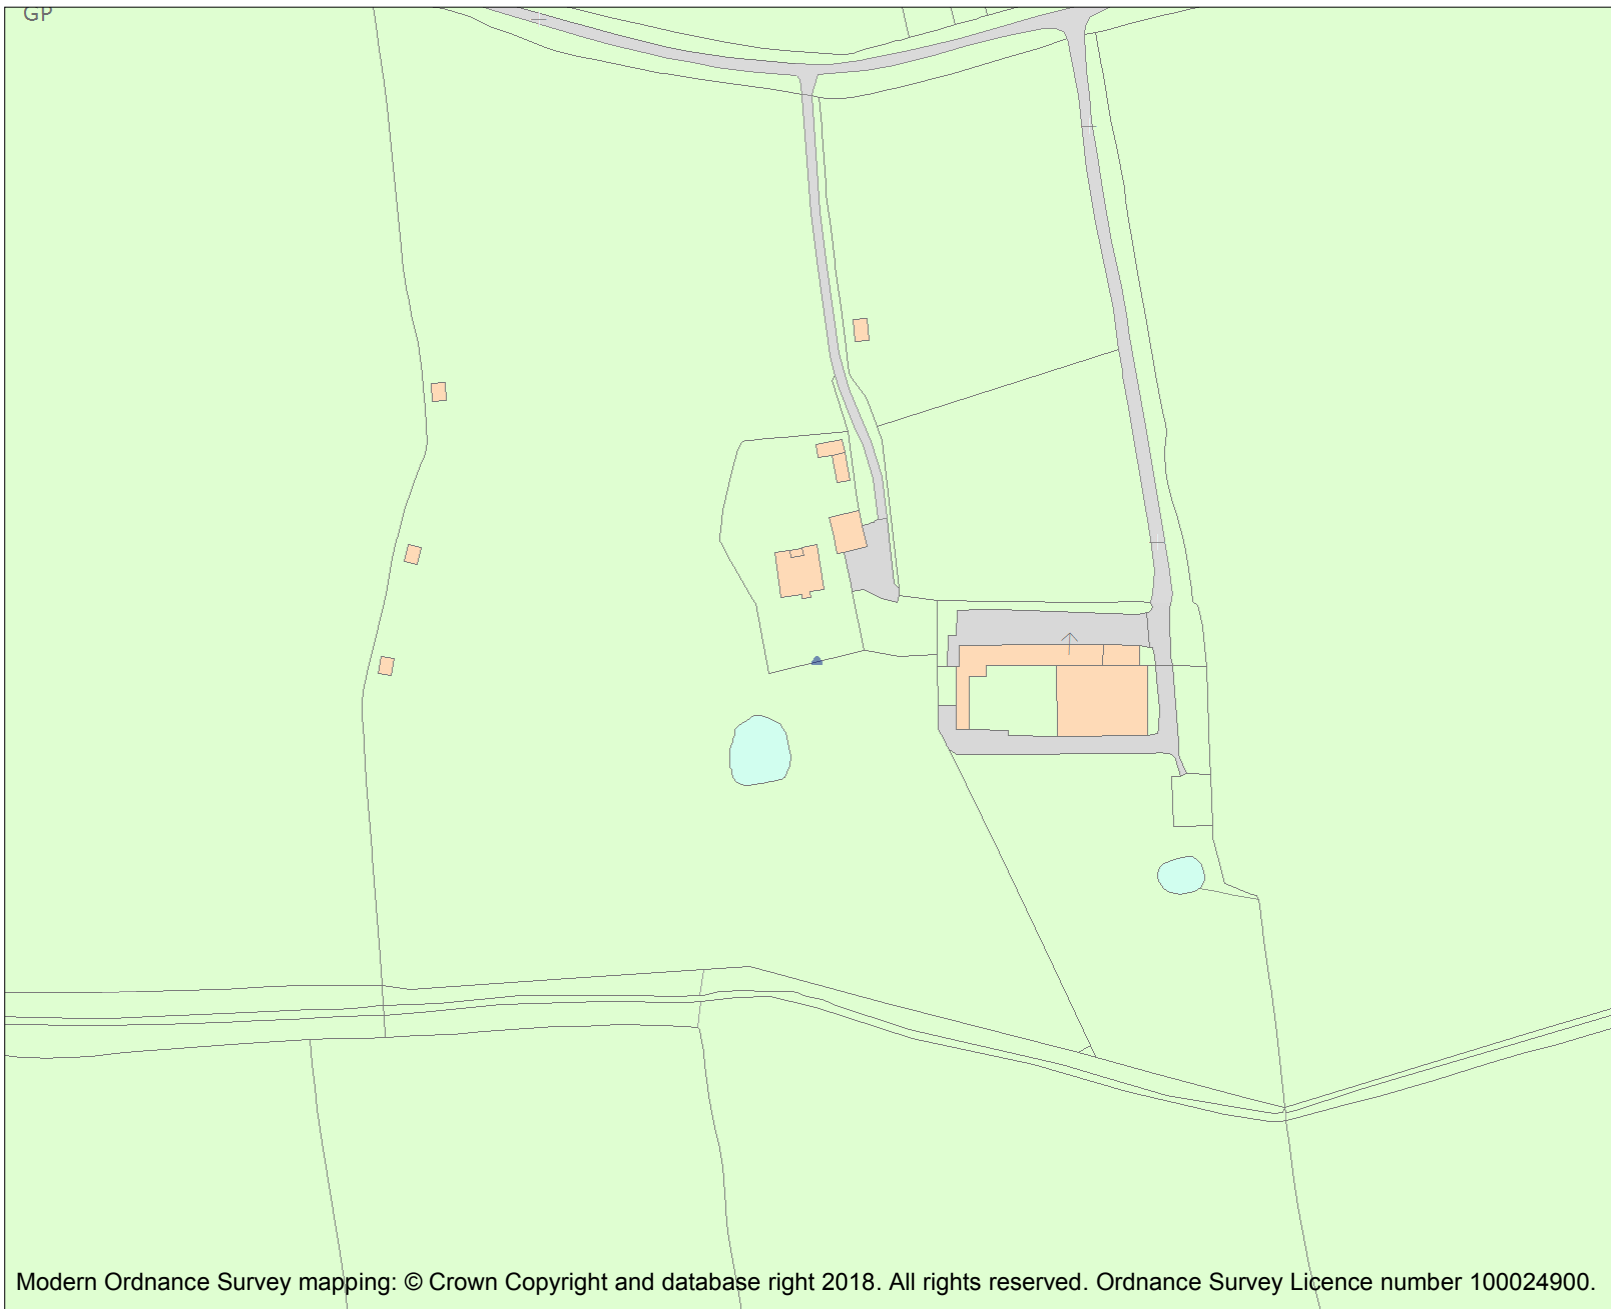 GP
Modern Ordnance Survey mapping: © Crown Copyright and database right 2018. All rights reserved. Ordnance Survey Licence number 100024900.